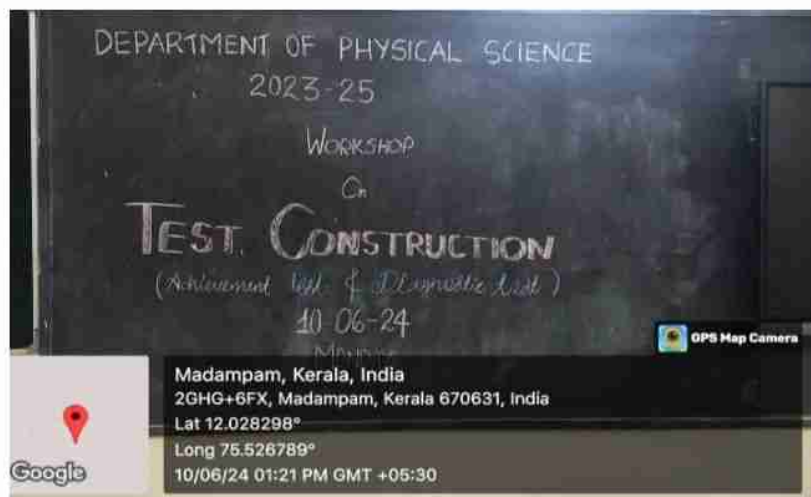 DEPARTMENT OF PHYSICAL SCIENCE
2023-25
WORKSHOP
On
TEST CONSTRUCTION
(Achievement test & Diagnostic test)
10-06-24
GPS Map Camera
Madampam, Kerala, India
2GHG+6FX, Madampam, Kerala 670631, India
Lat 12.028298°
Long 75.526789°
10/06/24 01:21 PM GMT +05:30
Google